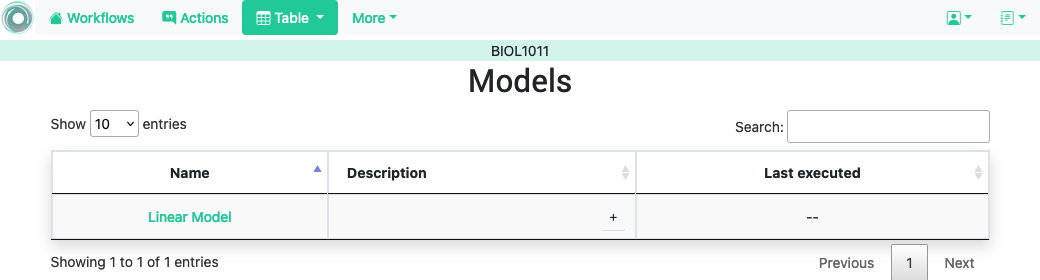 Workflows Actions Table More
BIOL1011
Models
Show 10 entries Search:
Name Description Last executed
Linear Model + --
Showing 1 to 1 of 1 entries Previous 1 Next